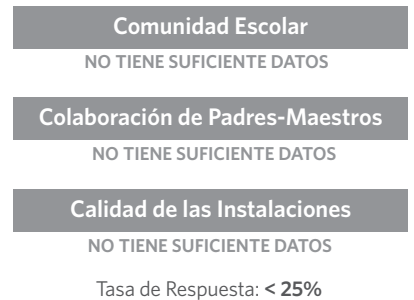 Comunidad Escolar
NO TIENE SUFICIENTE DATOS
Colaboración de Padres-Maestros
NO TIENE SUFICIENTE DATOS
Calidad de las Instalaciones
NO TIENE SUFICIENTE DATOS
Tasa de Respuesta: < 25%